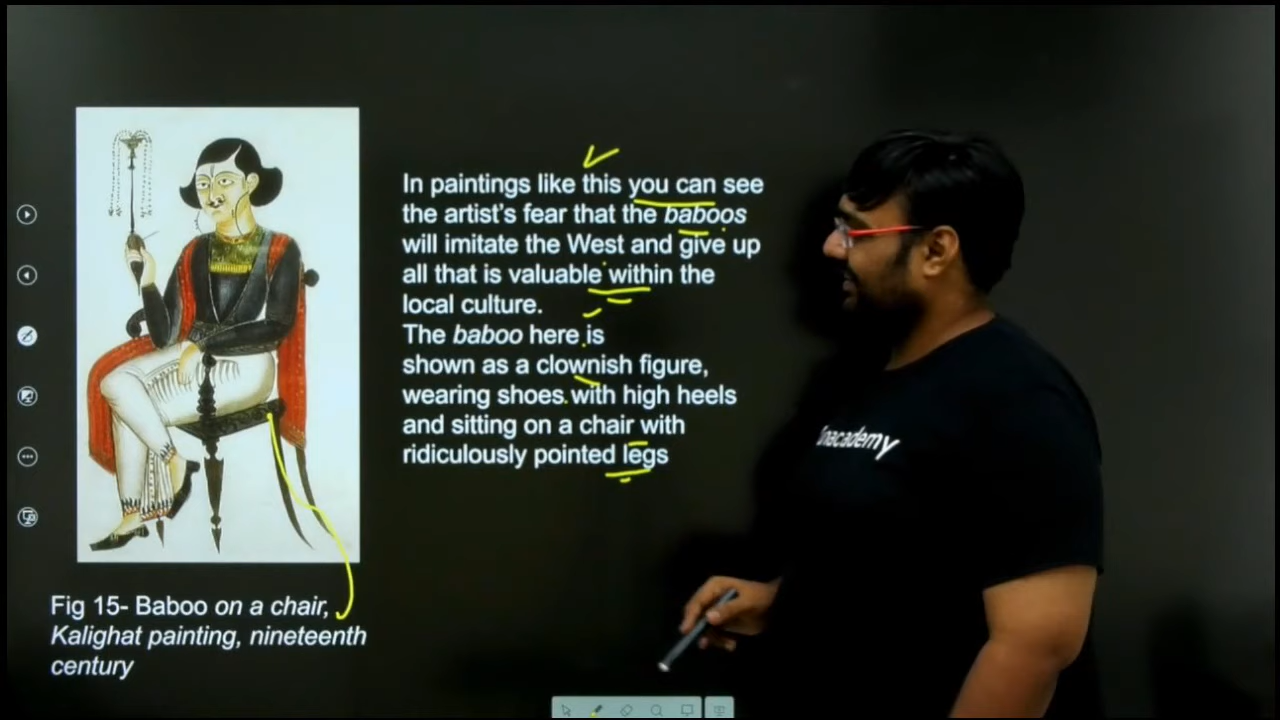 In paintings like this you can see
the artist's fear that the baboos
will imitate the West and give up
all that is valuable within the
local culture.
The baboo here is
shown as a clownish figure,
wearing shoes with high heels
and sitting on a chair with
ridiculously pointed legs
Fig 15- Baboo on a chair,
Kalighat painting, nineteenth
century
unacademy